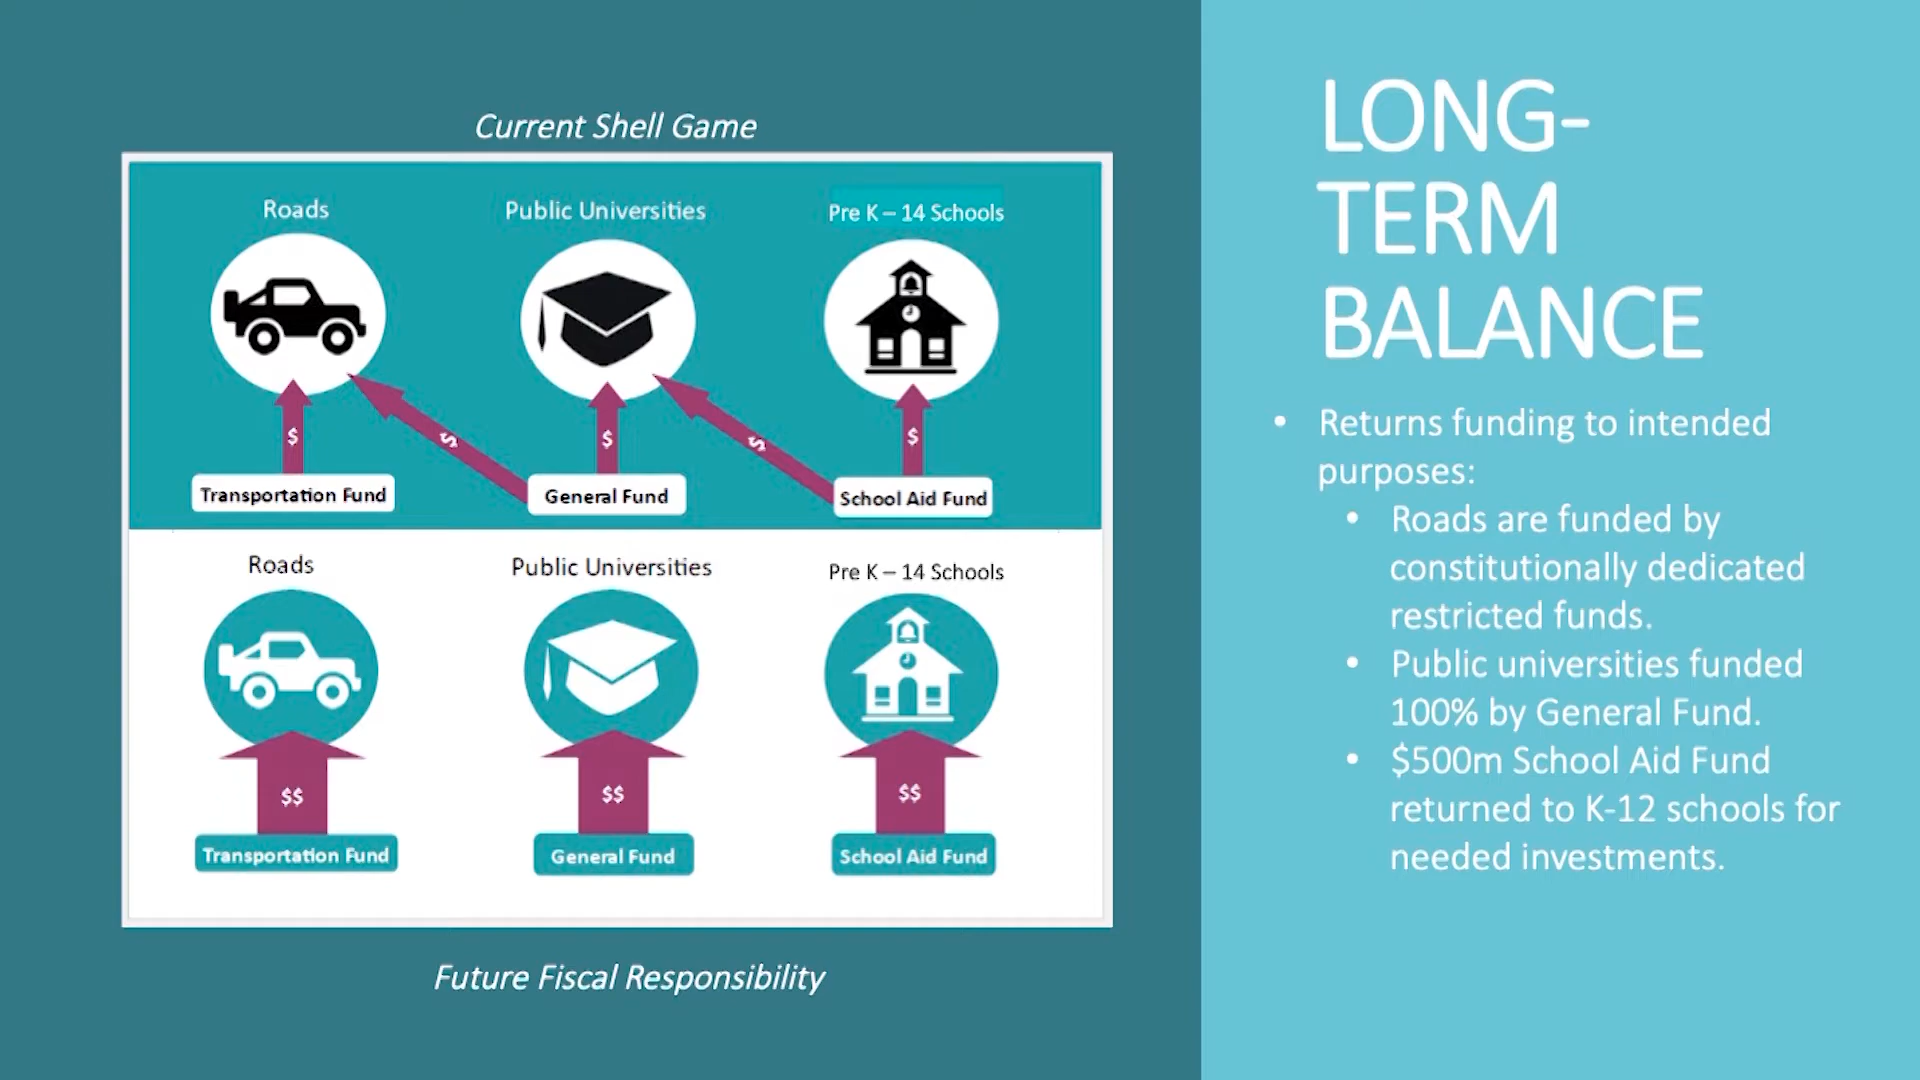 Current Shell Game
Roads
Public Universities
Pre K – 14 Schools
$
$
$
$
$
Transportation Fund
General Fund
School Aid Fund
Roads
Public Universities
Pre K – 14 Schools
$$
$$
$$
Transportation Fund
General Fund
School Aid Fund
Future Fiscal Responsibility
LONG-
TERM
BALANCE
• Returns funding to intended
purposes:
• Roads are funded by
constitutionally dedicated
restricted funds.
• Public universities funded
100% by General Fund.
• $500m School Aid Fund
returned to K-12 schools for
needed investments.